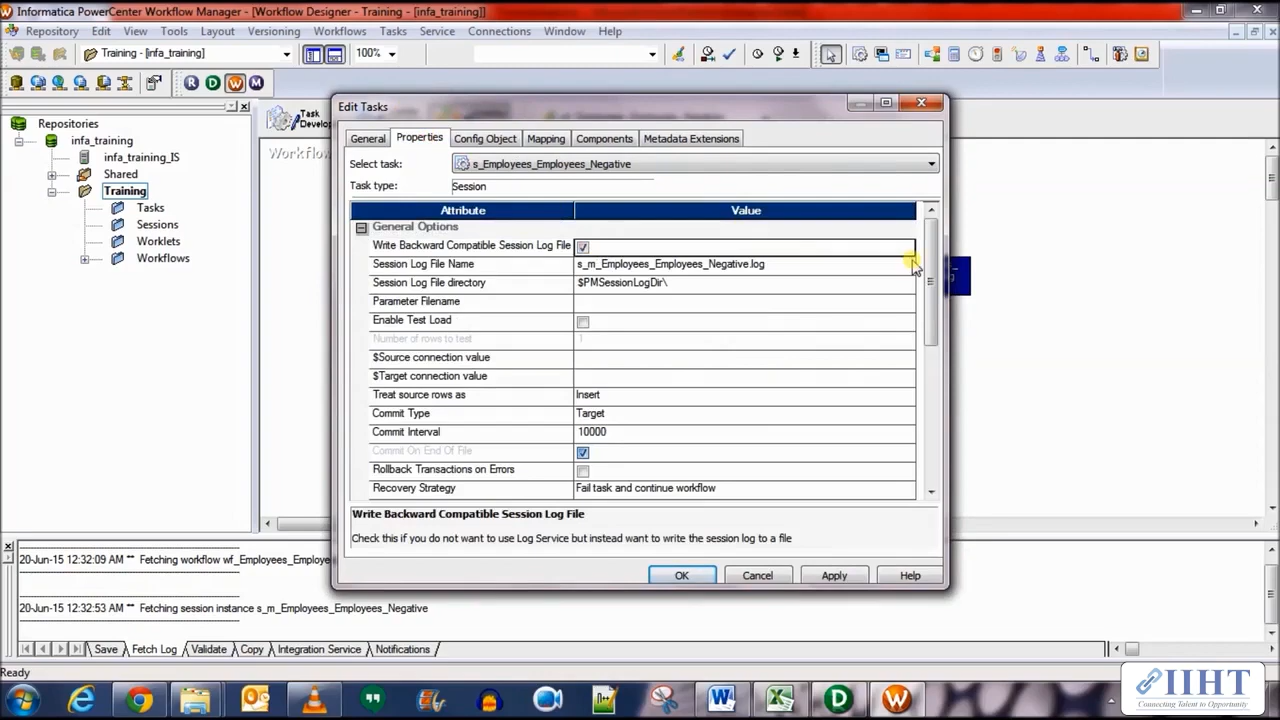 Informatica PowerCenter Workflow Manager - [Workflow Designer - Training - [infa_training]]
Repository Edit View Tools Layout Versioning Workflows Tasks Service Connections Window Help
Training - [infa_training] 100%
R D W M
Repositories
infa_training
infa_training_IS
Shared
Training
Tasks
Sessions
Worklets
Workflows
Task
Develop
Workflow
Edit Tasks
General Properties Config Object Mapping Components Metadata Extensions
Select task: s_Employees_Employees_Negative
Task type: Session
Attribute Value
General Options
Write Backward Compatible Session Log File
Session Log File Name s_m_Employees_Employees_Negative.log
Session Log File directory $PMSessionLogDir\
Parameter Filename
Enable Test Load
Number of rows to test 1
$Source connection value
$Target connection value
Treat source rows as Insert
Commit Type Target
Commit Interval 10000
Commit On End Of File
Rollback Transactions on Errors
Recovery Strategy Fail task and continue workflow
Write Backward Compatible Session Log File
Check this if you do not want to use Log Service but instead want to write the session log to a file
OK Cancel Apply Help
20-Jun-15 12:32:09 AM ** Fetching workflow wf_Employees_Employe
20-Jun-15 12:32:53 AM ** Fetching session instance s_m_Employees_Employees_Negative
Save Fetch Log Validate Copy Integration Service Notifications
Ready
IIHT
Connecting Talent to Opportunity